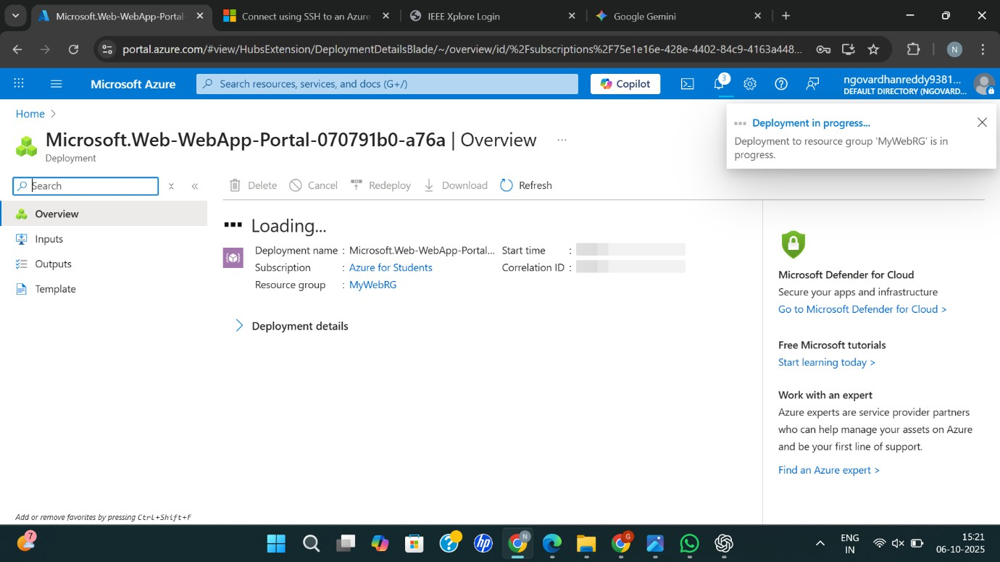 Microsoft.Web-WebApp-Portal-
Connect using SSH to an Azure
IEEE Xplore Login
Google Gemini
portal.azure.com/#view/HubsExtension/DeploymentDetailsBlade/~/overview/id/%2Fsubscriptions%2F75e1e16e-428e-4402-84c9-4163a448...
N
Microsoft Azure
Search resources, services, and docs (G+/)
Copilot
3
ngovardhanreddy9381...
DEFAULT DIRECTORY (NGOVARD...
Home
Deployment in progress...
Deployment to resource group 'MyWebRG' is in
progress.
Microsoft.Web-WebApp-Portal-070791b0-a76a | Overview
...
Deployment
Search
Delete
Cancel
Redeploy
Download
Refresh
Overview
Inputs
Outputs
Template
Loading...
Deployment name : Microsoft.Web-WebApp-Portal...
Subscription : Azure for Students
Resource group : MyWebRG
Start time :
Correlation ID :
Deployment details
Microsoft Defender for Cloud
Secure your apps and infrastructure
Go to Microsoft Defender for Cloud >
Free Microsoft tutorials
Start learning today >
Work with an expert
Azure experts are service provider partners
who can help manage your assets on Azure
and be your first line of support.
Find an Azure expert >
Add or remove favorites by pressing Ctrl+Shift+F
7
hp
N
G
ENG
IN
15:21
06-10-2025